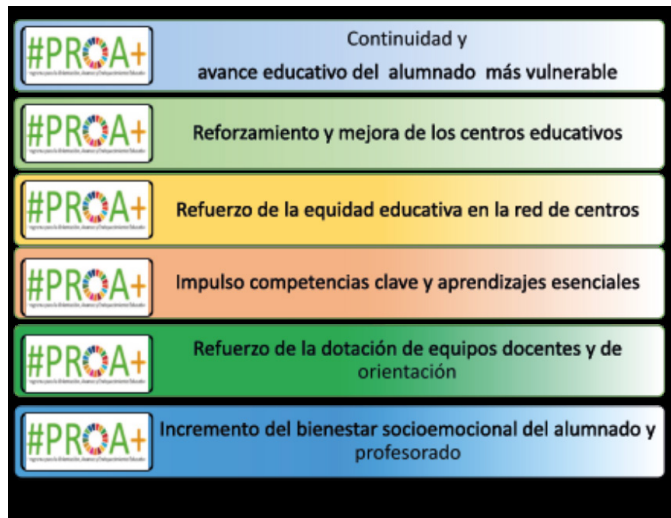 #PROA+
Continuidad y
avance educativo del alumnado más vulnerable
#PROA+
Reforzamiento y mejora de los centros educativos
#PROA+
Refuerzo de la equidad educativa en la red de centros
#PROA+
Impulso competencias clave y aprendizajes esenciales
#PROA+
Refuerzo de la dotación de equipos docentes y de
orientación
#PROA+
Incremento del bienestar socioemocional del alumnado y
profesorado